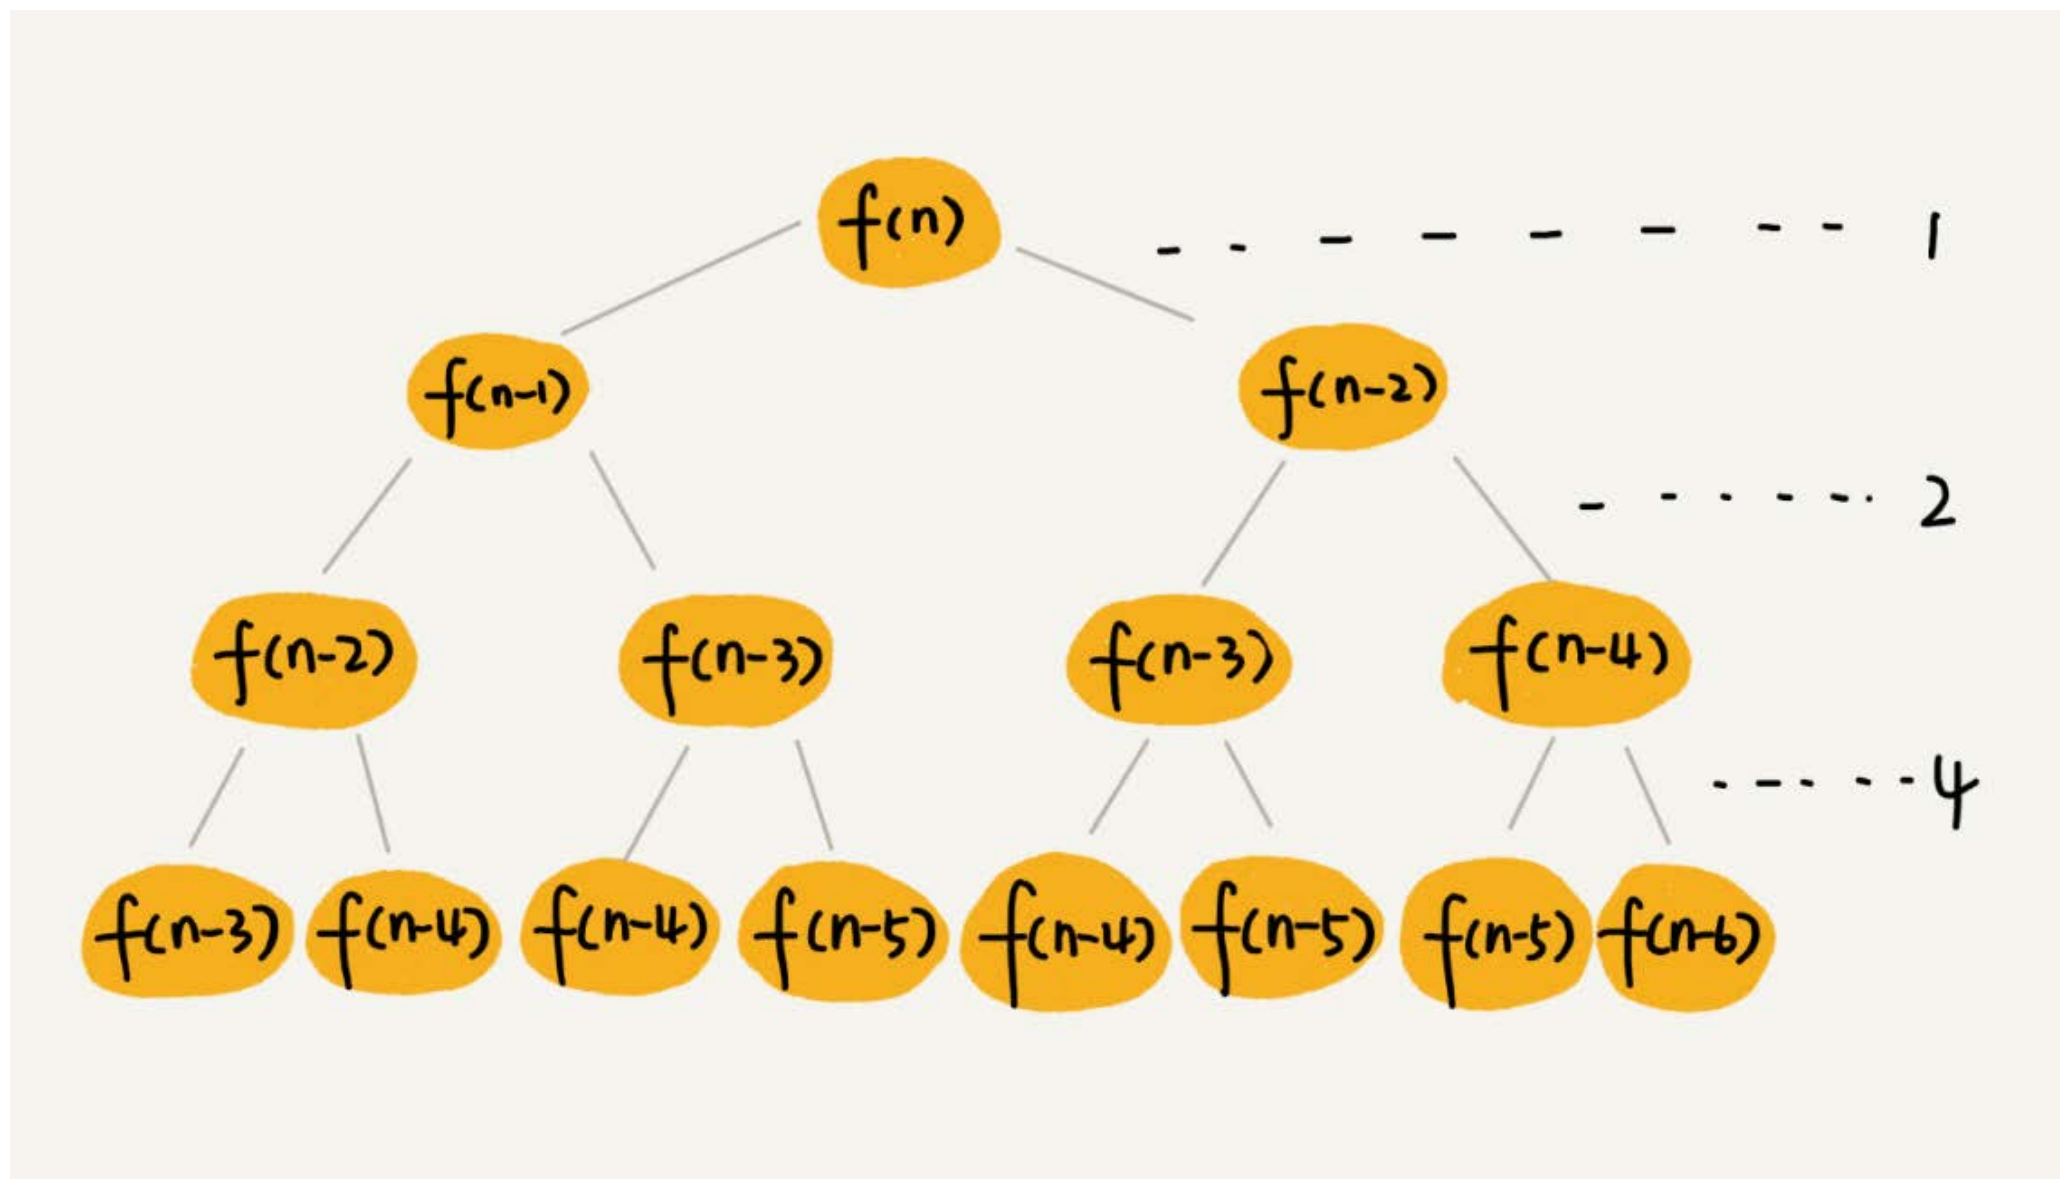 f(n) 1
f(n-1) f(n-2)
2
f(n-2) f(n-3) f(n-3) f(n-4)
4
f(n-3) f(n-4) f(n-4) f(n-5) f(n-4) f(n-5) f(n-5) f(n-6)